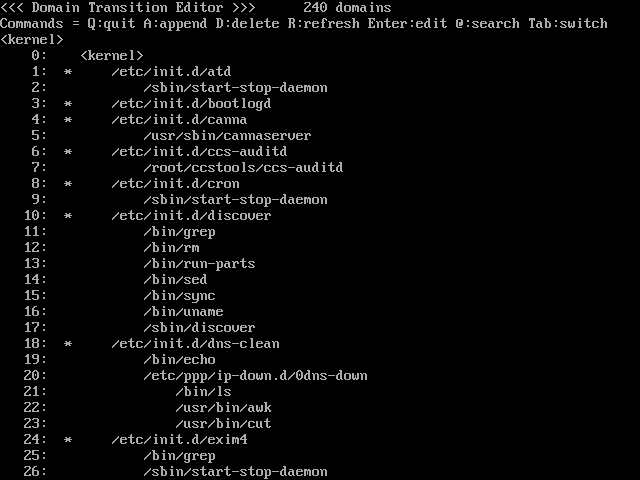 <<< Domain Transition Editor >>>      240 domains
Commands = Q:quit A:append D:delete R:refresh Enter:edit @:search Tab:switch
<kernel>
    0:    <kernel>
    1:  *     /etc/init.d/atd
    2:            /sbin/start-stop-daemon
    3:  *     /etc/init.d/bootlogd
    4:  *     /etc/init.d/canna
    5:            /usr/sbin/cannaserver
    6:  *     /etc/init.d/ccs-auditd
    7:            /root/ccstools/ccs-auditd
    8:  *     /etc/init.d/cron
    9:            /sbin/start-stop-daemon
   10:  *     /etc/init.d/discover
   11:            /bin/grep
   12:            /bin/rm
   13:            /bin/run-parts
   14:            /bin/sed
   15:            /bin/sync
   16:            /bin/uname
   17:            /sbin/discover
   18:  *     /etc/init.d/dns-clean
   19:            /bin/echo
   20:            /etc/ppp/ip-down.d/0dns-down
   21:                /bin/ls
   22:                /usr/bin/awk
   23:                /usr/bin/cut
   24:  *     /etc/init.d/exim4
   25:            /bin/grep
   26:            /sbin/start-stop-daemon